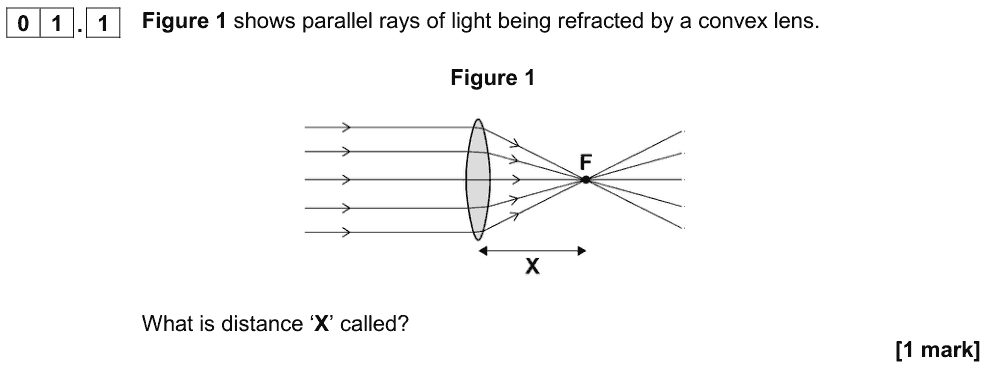 0 1 . 1 Figure 1 shows parallel rays of light being refracted by a convex lens.
Figure 1
F
X
What is distance ‘X’ called?
[1 mark]